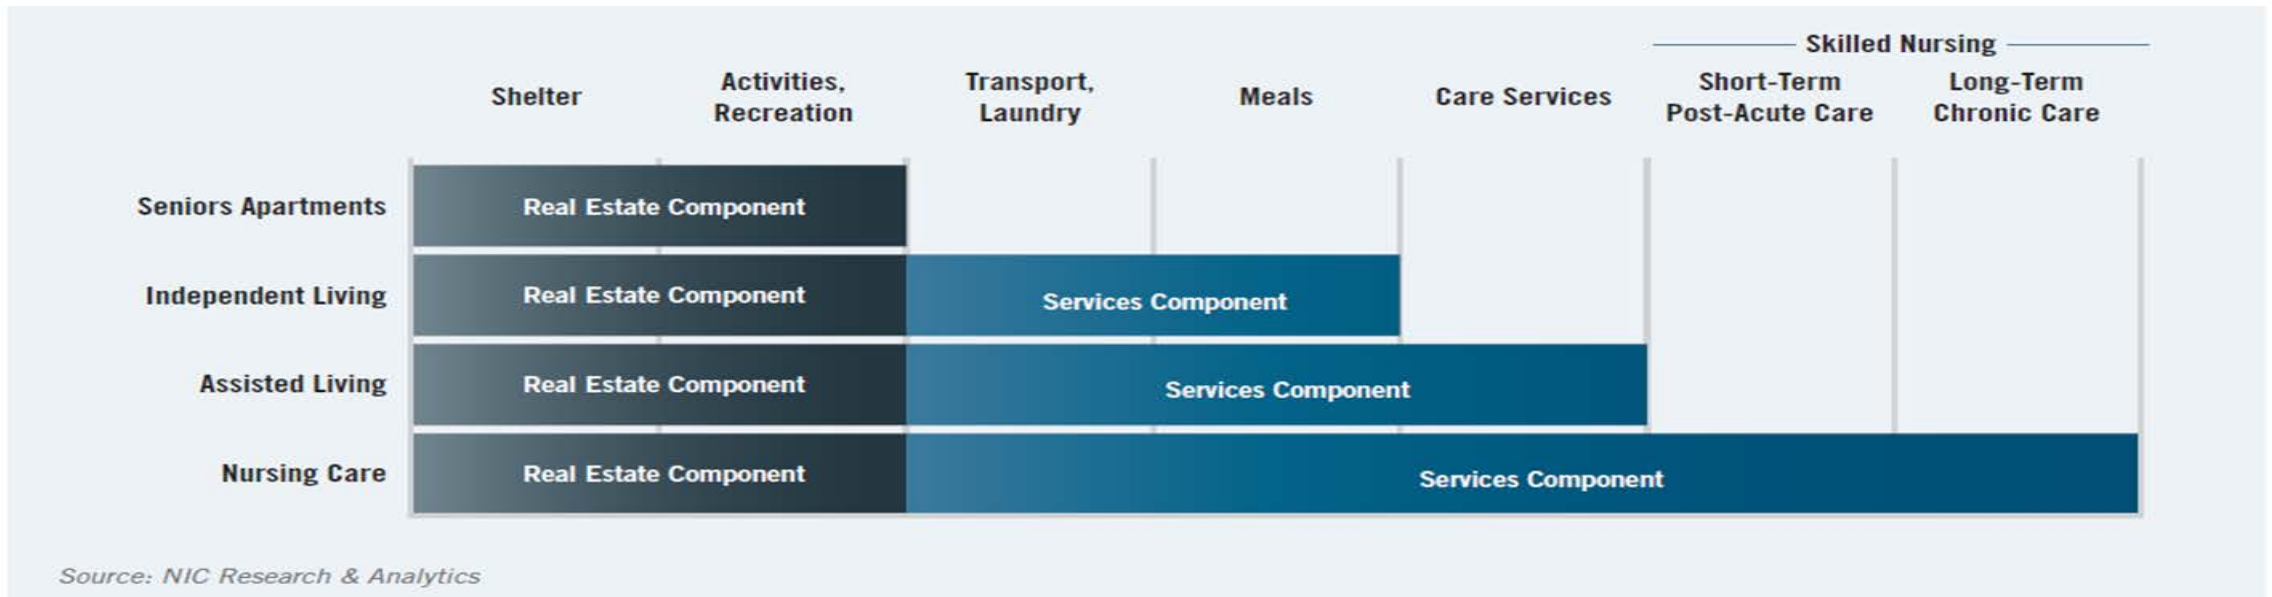 Skilled Nursing
Shelter
Activities,
Recreation
Transport,
Laundry
Meals
Care Services
Short-Term
Post-Acute Care
Long-Term
Chronic Care
Seniors Apartments
Real Estate Component
Independent Living
Real Estate Component
Services Component
Assisted Living
Real Estate Component
Services Component
Nursing Care
Real Estate Component
Services Component
Source: NIC Research & Analytics